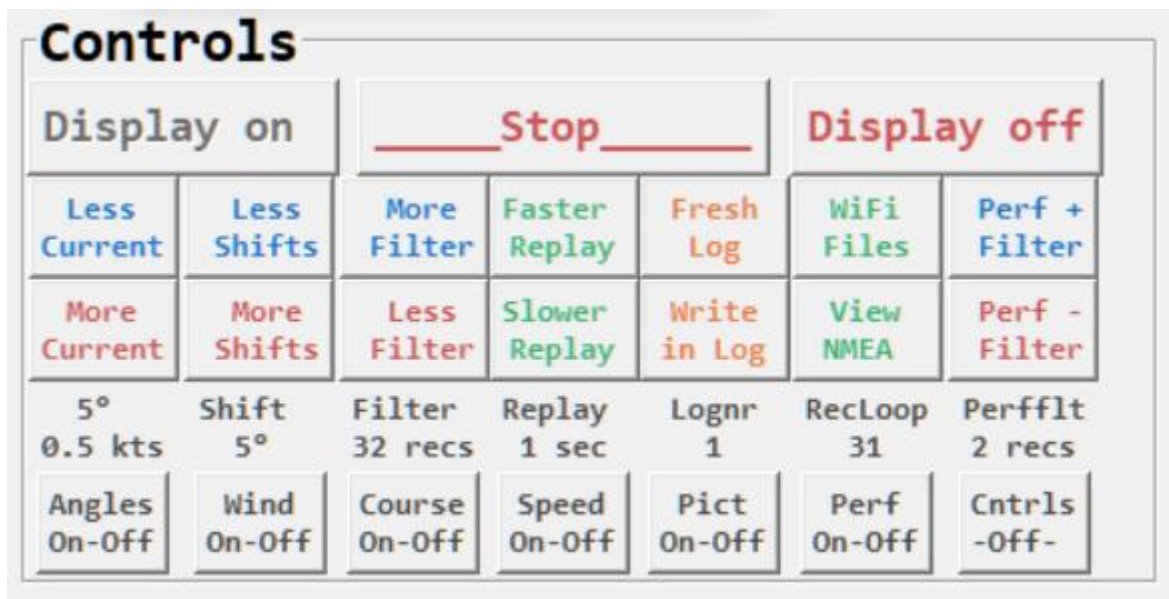 Controls
Display on _____Stop______ Display off
Less Less More Faster Fresh WiFi Perf +
Current Shifts Filter Replay Log Files Filter
More More Less Slower Write View Perf -
Current Shifts Filter Replay in Log NMEA Filter
5° Shift Filter Replay Lognr RecLoop Perfflt
0.5 kts 5° 32 recs 1 sec 1 31 2 recs
Angles Wind Course Speed Pict Perf Cntrls
On-Off On-Off On-Off On-Off On-Off On-Off -Off-